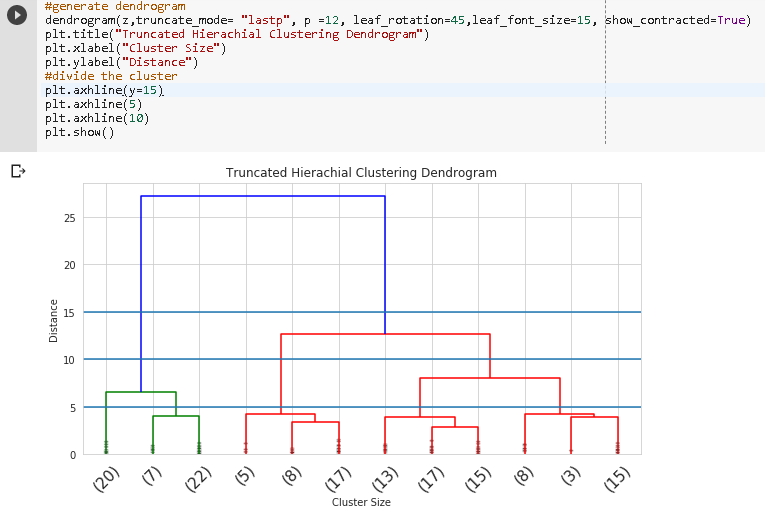 #generate dendrogram
dendrogram(z,truncate_mode= "lastp", p =12, leaf_rotation=45,leaf_font_size=15, show_contracted=True)
plt.title("Truncated Hierachial Clustering Dendrogram")
plt.xlabel("Cluster Size")
plt.ylabel("Distance")
#divide the cluster
plt.axhline(y=15)
plt.axhline(5)
plt.axhline(10)
plt.show()
Truncated Hierachial Clustering Dendrogram
Distance
25
20
15
10
5
0
(20) (7) (22) (5) (8) (17) (13) (17) (15) (8) (3) (15)
Cluster Size